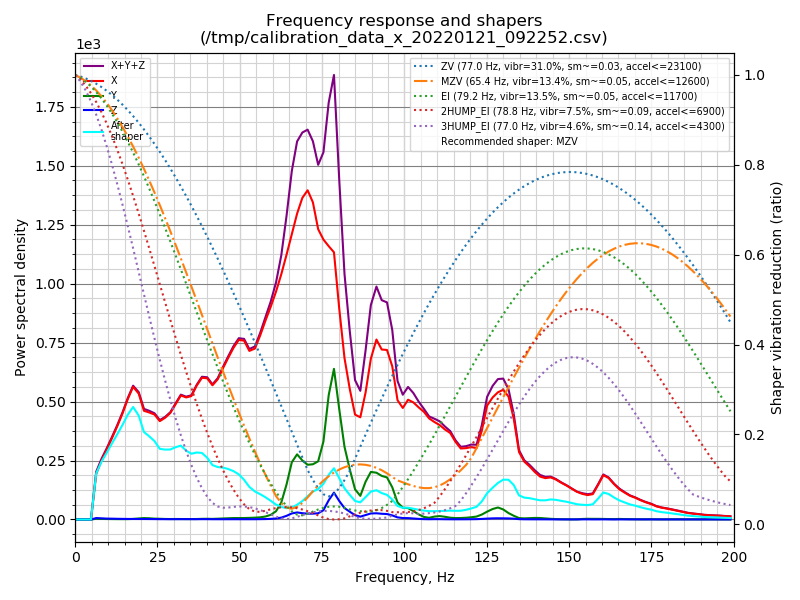 Frequency response and shapers
(/tmp/calibration_data_x_20220121_092252.csv)
1e3
X+Y+Z
X
Y
Z
After
shaper
ZV (77.0 Hz, vibr=31.0%, sm~=0.03, accel<=23100)
MZV (65.4 Hz, vibr=13.4%, sm~=0.05, accel<=12600)
EI (79.2 Hz, vibr=13.5%, sm~=0.05, accel<=11700)
2HUMP_EI (78.8 Hz, vibr=7.5%, sm~=0.09, accel<=6900)
3HUMP_EI (77.0 Hz, vibr=4.6%, sm~=0.14, accel<=4300)
Recommended shaper: MZV
Power spectral density
1.75
1.50
1.25
1.00
0.75
0.50
0.25
0.00
1.0
0.8
0.6
0.4
0.2
0.0
Shaper vibration reduction (ratio)
0 25 50 75 100 125 150 175 200
Frequency, Hz